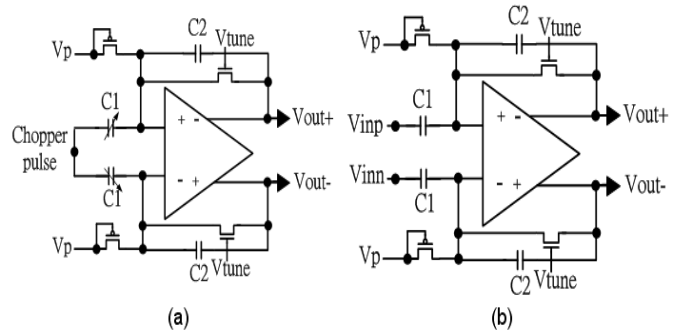 C2
Vtune
Vp
C1
+ -
Vout+
Chopper
pulse
- +
Vout-
C1
Vp
C2
Vtune
(a)
C2
Vtune
Vp
C1
Vinp
+ -
Vout+
Vinn
- +
Vout-
C1
Vp
C2
Vtune
(b)